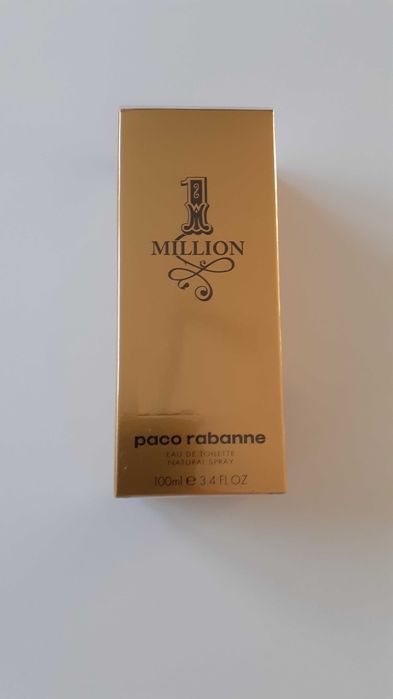 1
MILLION
paco rabanne
EAU DE TOILETTE
NATURAL SPRAY
100ml ℮ 3.4 FL OZ